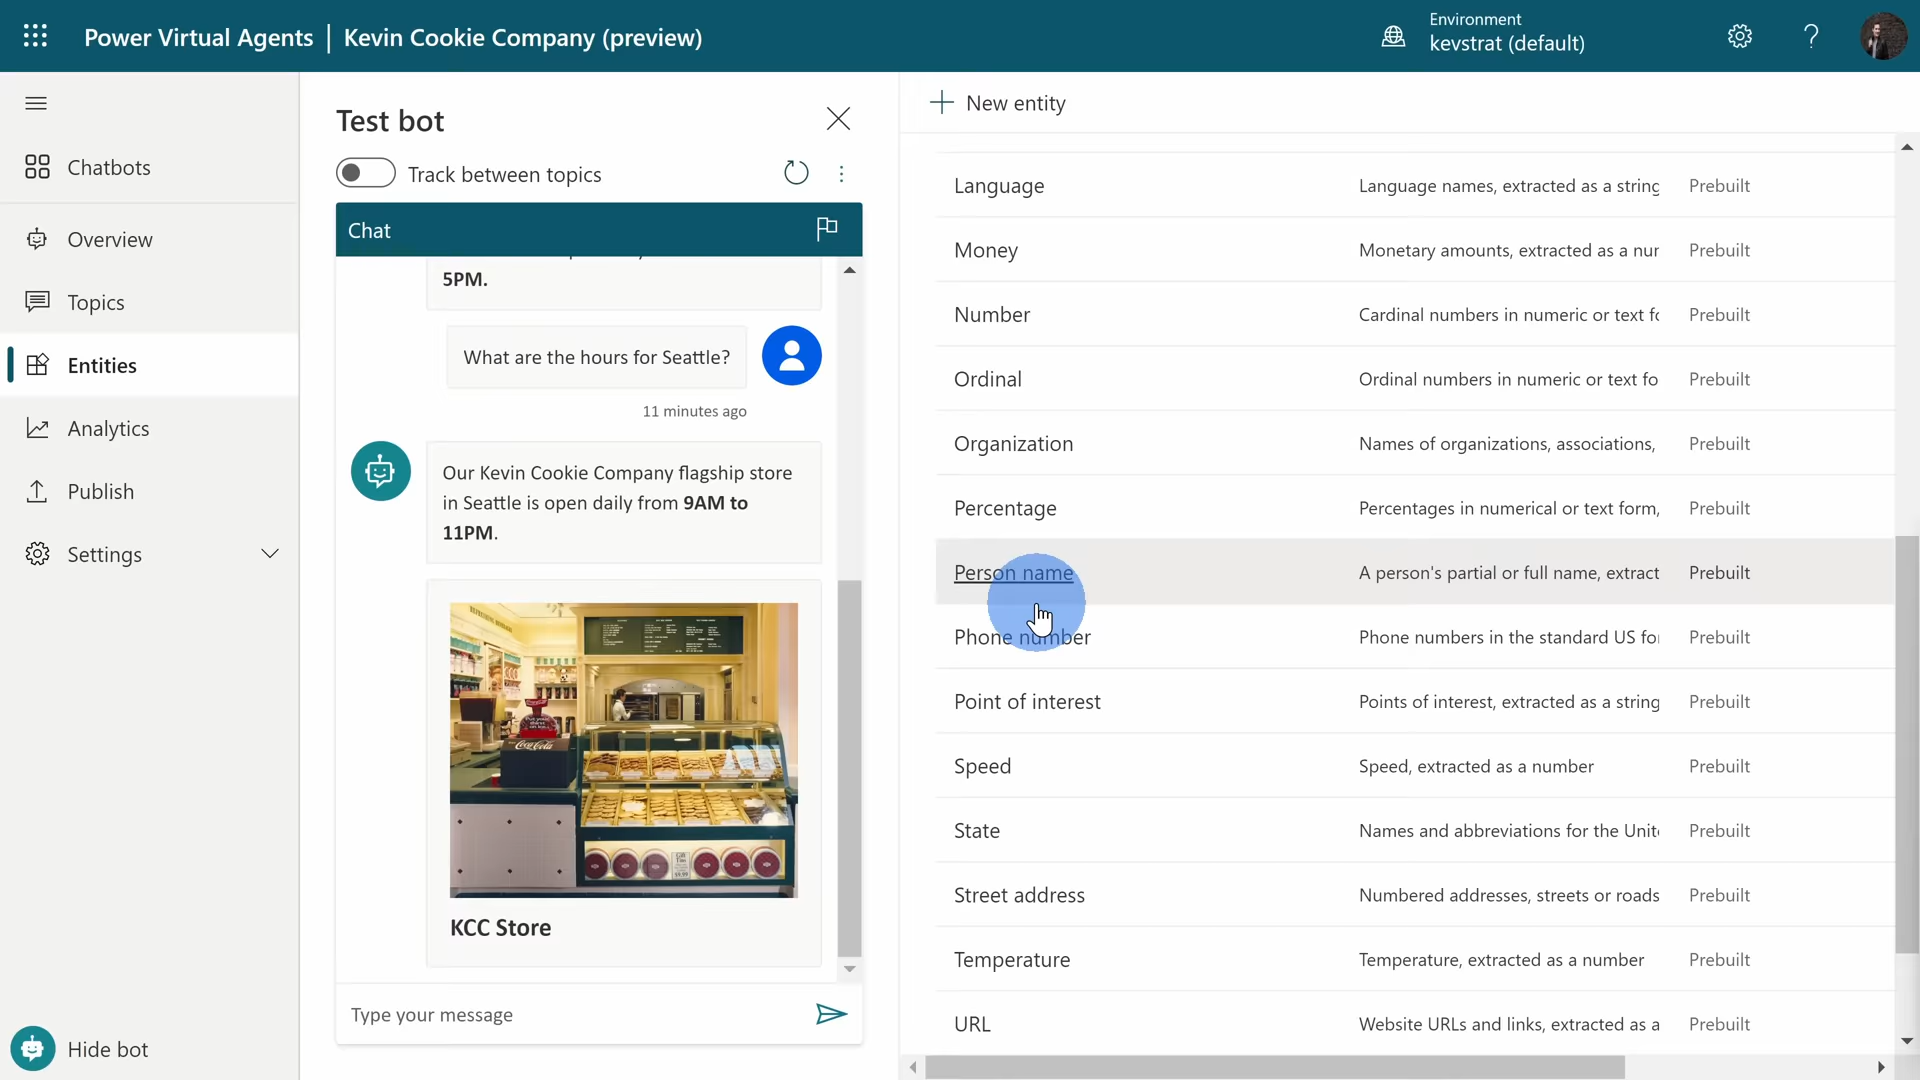 Power Virtual Agents | Kevin Cookie Company (preview)
Environment
kevstrat (default)
?
Chatbots
Overview
Topics
Entities
Analytics
Publish
Settings
Hide bot
Test bot
Track between topics
Chat
5PM.
What are the hours for Seattle?
11 minutes ago
Our Kevin Cookie Company flagship store
in Seattle is open daily from 9AM to
11PM.
Coca-Cola
KCC Store
Type your message
New entity
Language Language names, extracted as a string Prebuilt
Money Monetary amounts, extracted as a nur Prebuilt
Number Cardinal numbers in numeric or text fo Prebuilt
Ordinal Ordinal numbers in numeric or text fo Prebuilt
Organization Names of organizations, associations, Prebuilt
Percentage Percentages in numerical or text form, Prebuilt
Person name A person's partial or full name, extract Prebuilt
Phone number Phone numbers in the standard US for Prebuilt
Point of interest Points of interest, extracted as a string Prebuilt
Speed Speed, extracted as a number Prebuilt
State Names and abbreviations for the Unite Prebuilt
Street address Numbered addresses, streets or roads Prebuilt
Temperature Temperature, extracted as a number Prebuilt
URL Website URLs and links, extracted as a Prebuilt